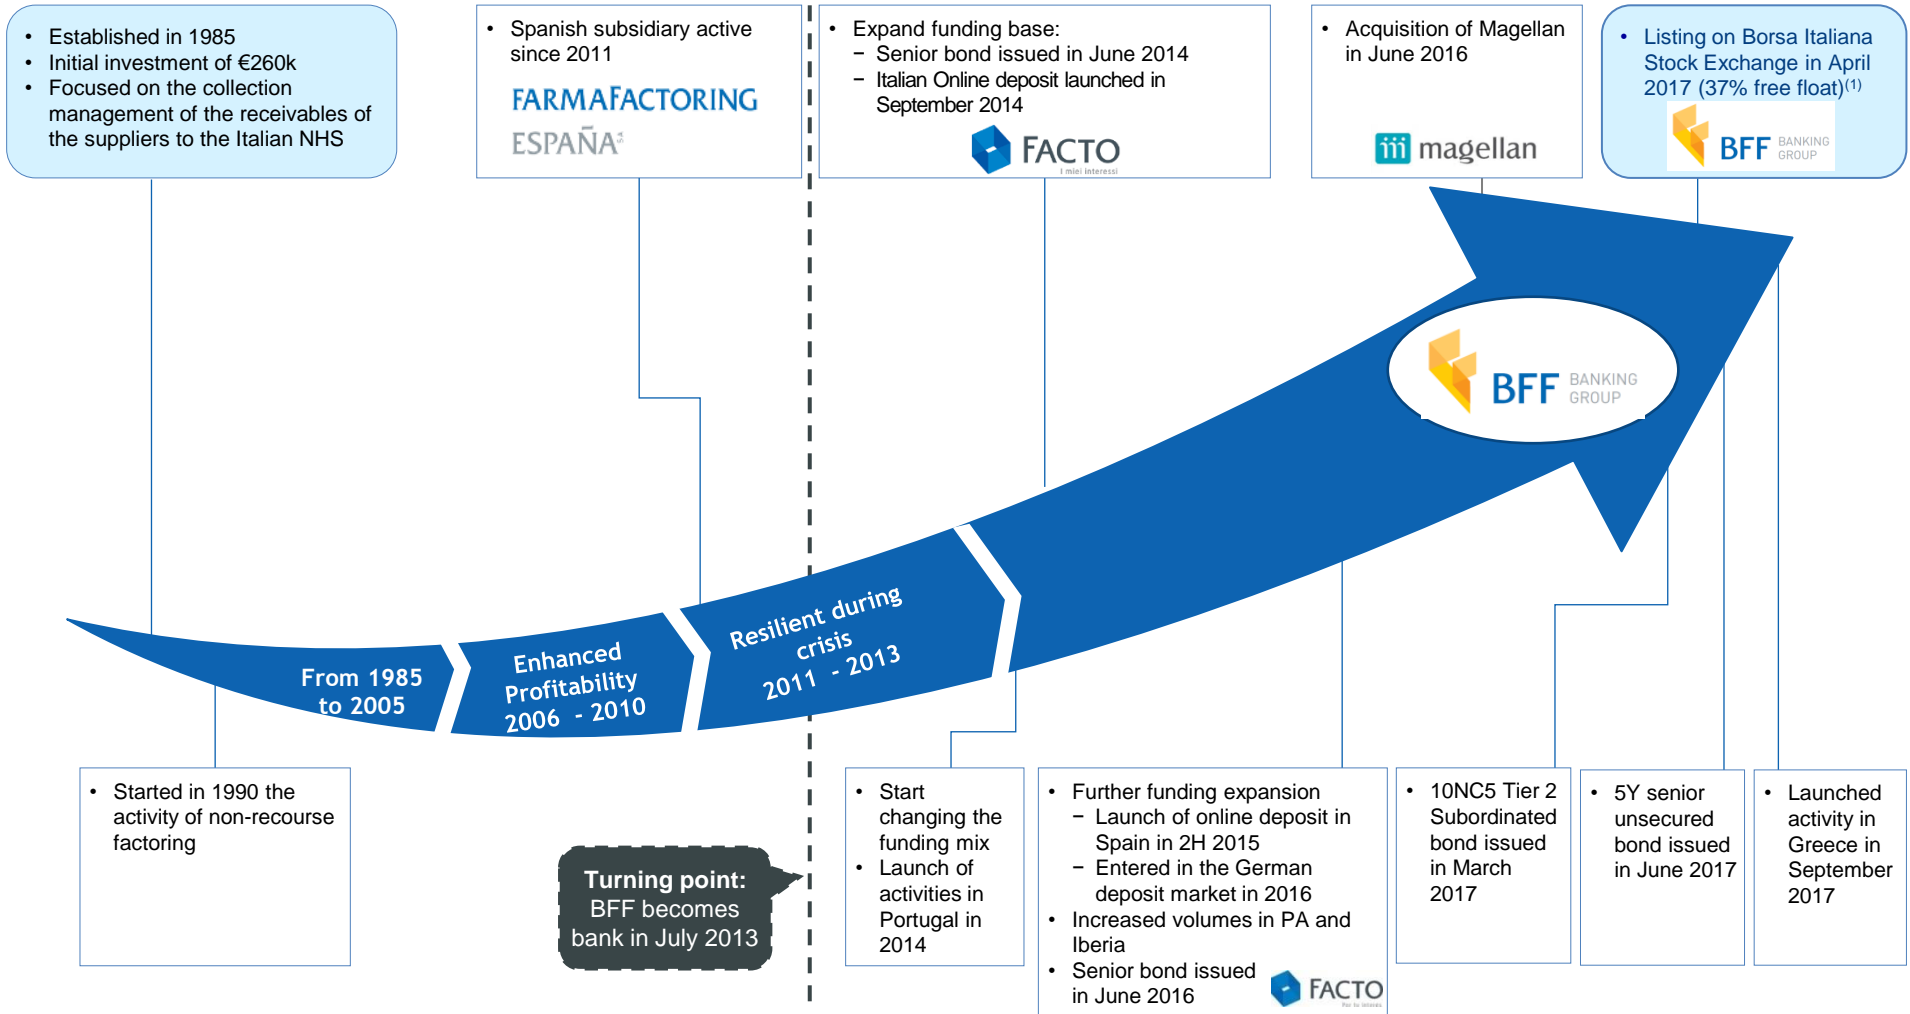 • Established in 1985
• Initial investment of €260k
• Focused on the collection
management of the receivables of
the suppliers to the Italian NHS
• Spanish subsidiary active
since 2011
FARMAFACTORING
ESPAÑA S.A.
• Expand funding base:
− Senior bond issued in June 2014
− Italian Online deposit launched in
September 2014
FACTO
I miei interessi
• Acquisition of Magellan
in June 2016
magellan
• Listing on Borsa Italiana
Stock Exchange in April
2017 (37% free float)(1)
BFF BANKING
GROUP
BFF BANKING
GROUP
From 1985
to 2005
Enhanced
Profitability
2006 - 2010
Resilient during
crisis
2011 - 2013
• Started in 1990 the
activity of non-recourse
factoring
Turning point:
BFF becomes
bank in July 2013
• Start
changing the
funding mix
• Launch of
activities in
Portugal in
2014
• Further funding expansion
− Launch of online deposit in
Spain in 2H 2015
− Entered in the German
deposit market in 2016
• Increased volumes in PA and
Iberia
• Senior bond issued
in June 2016
FACTO
• 10NC5 Tier 2
Subordinated
bond issued
in March
2017
• 5Y senior
unsecured
bond issued
in June 2017
• Launched
activity in
Greece in
September
2017